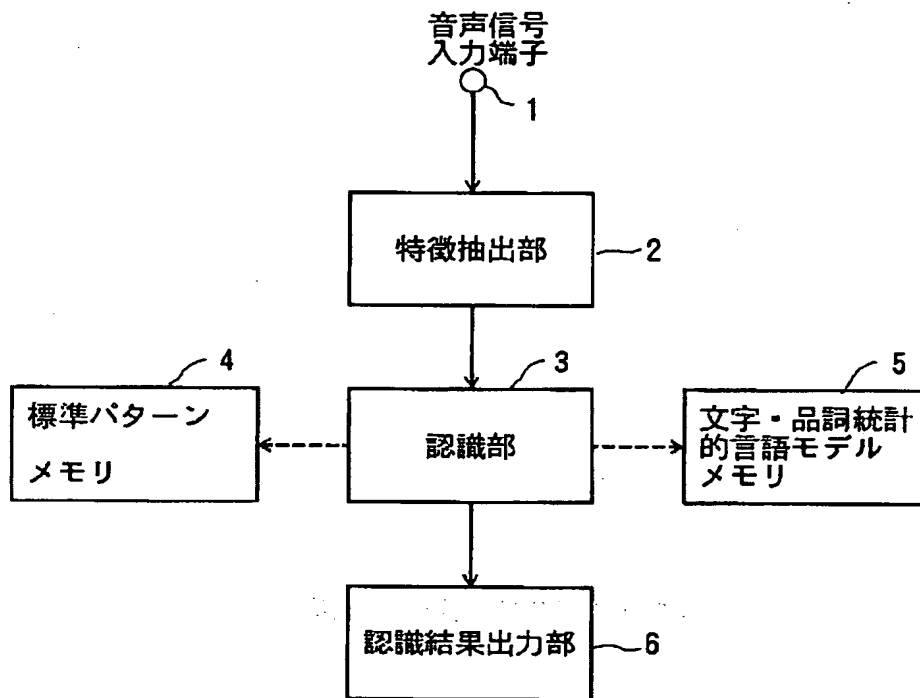 音声信号
入力端子
1
特徴抽出部
2
4
3
5
標準パターン
メモリ
認識部
文字・品詞統計
的言語モデル
メモリ
認識結果出力部
6